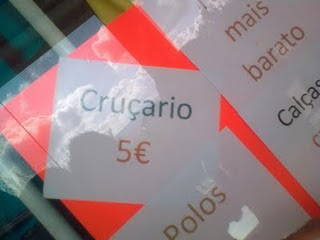 mais
barato
Cruçario
5€
Calças
Polos